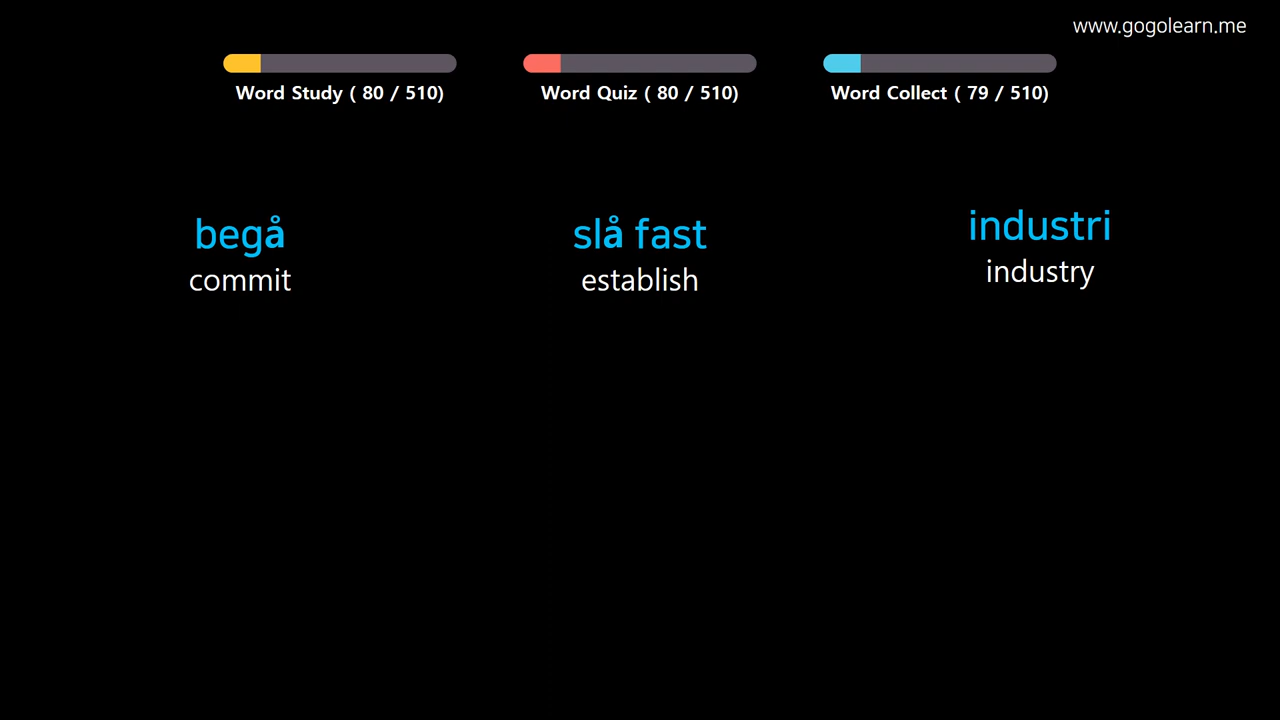 www.gogolearn.me
Word Study ( 80 / 510)
Word Quiz ( 80 / 510)
Word Collect ( 79 / 510)
begå
commit
slå fast
establish
industri
industry